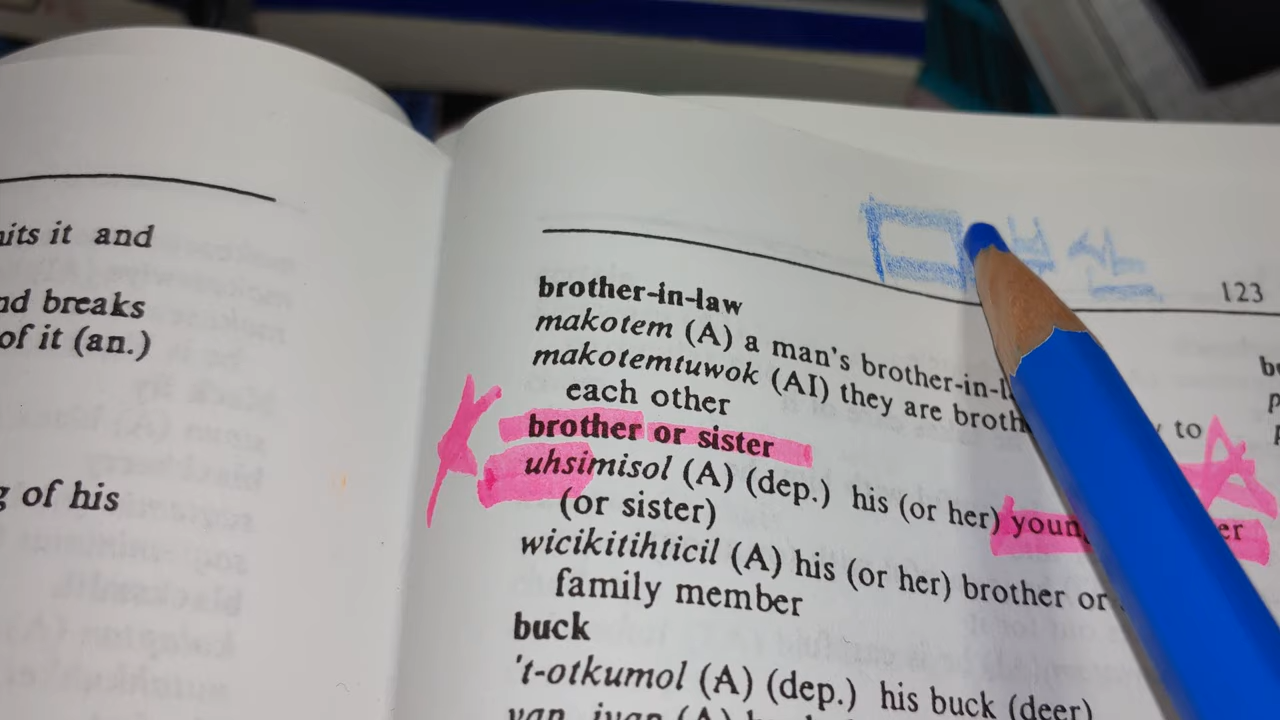 its it and
nd breaks
of it (an.)
g of his
123
brother-in-law
makotem (A) a man's brother-in-l
makotemtuwok (AI) they are broth to
each other
brother or sister
uhsimisol (A) (dep.) his (or her) youn er
(or sister)
wicikitihticil (A) his (or her) brother or
family member
buck
't-otkumol (A) (dep.) his buck (deer)